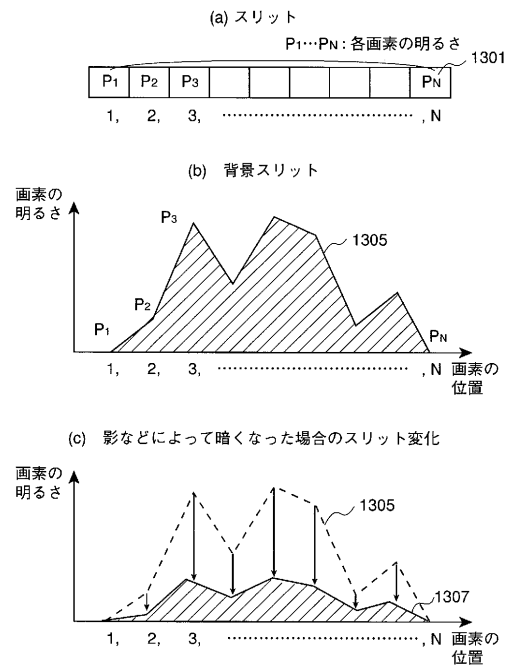 (a) スリット
P1…PN：各画素の明るさ
1301
P1 P2 P3 PN
1, 2, 3, ………………………… , N
(b) 背景スリット
画素の
明るさ
P3
1305
P2
P1
PN
1, 2, 3, ………………………… , N 画素の
位置
(c) 影などによって暗くなった場合のスリット変化
画素の
明るさ
1305
1307
1, 2, 3, ………………………… , N 画素の
位置